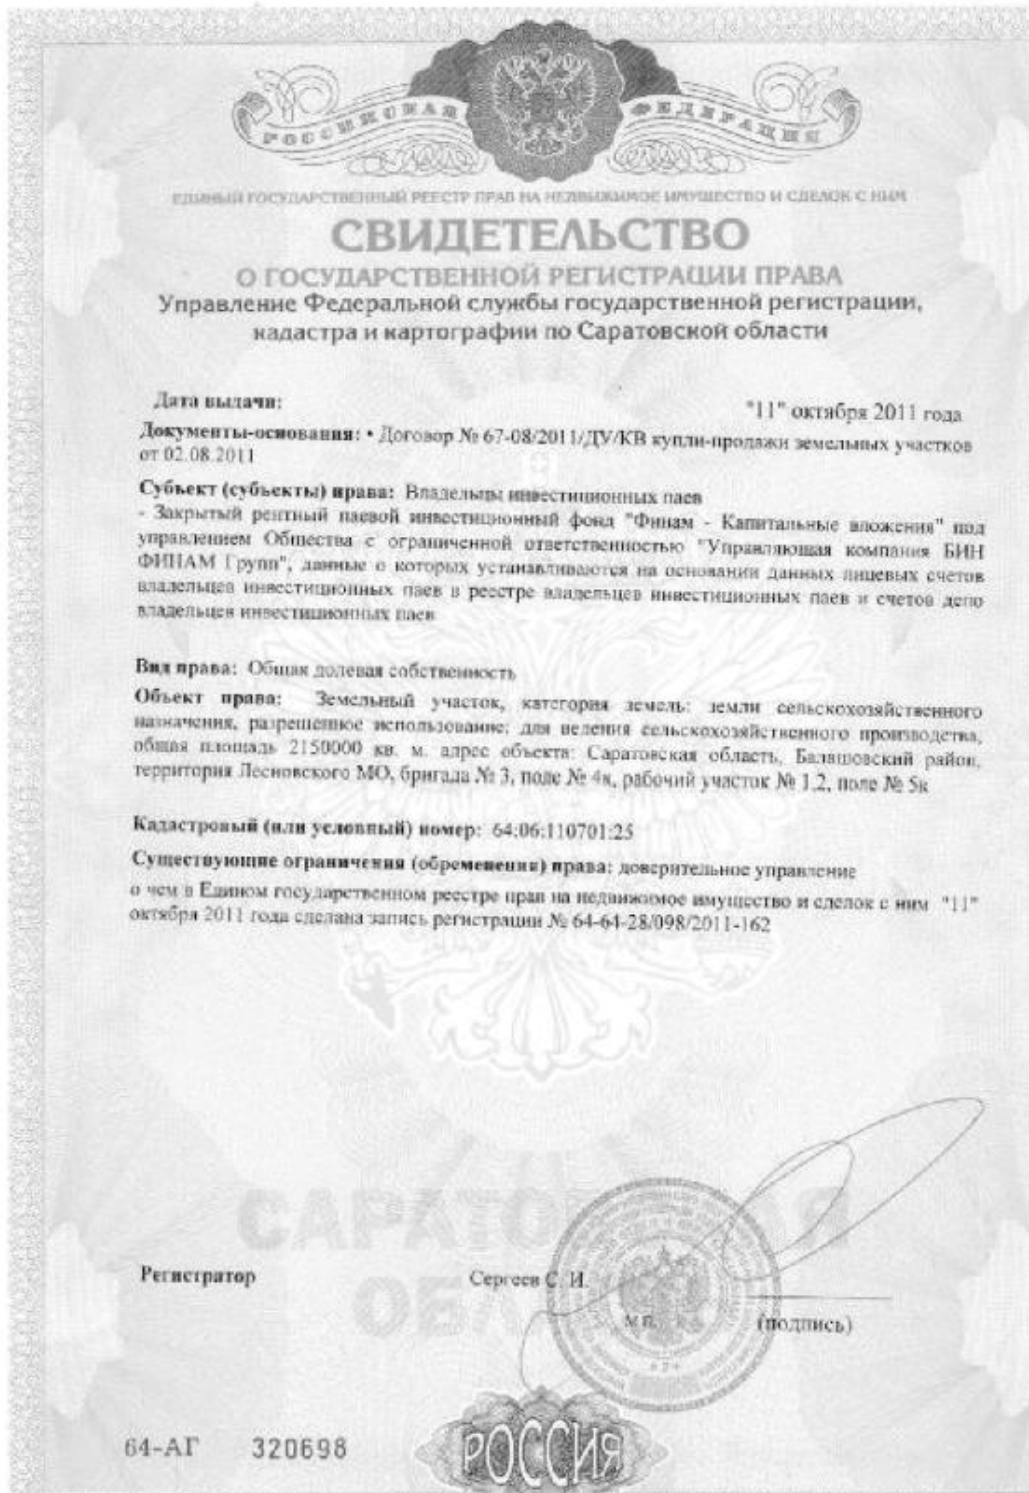 РОССИЙСКАЯ ФЕДЕРАЦИЯ
ЕДИНЫЙ ГОСУДАРСТВЕННЫЙ РЕЕСТР ПРАВ НА НЕДВИЖИМОЕ ИМУЩЕСТВО И СДЕЛОК С НИМ
СВИДЕТЕЛЬСТВО
О ГОСУДАРСТВЕННОЙ РЕГИСТРАЦИИ ПРАВА
Управление Федеральной службы государственной регистрации,
кадастра и картографии по Саратовской области
Дата выдачи: "11" октября 2011 года
Документы-основания: • Договор № 67-08/2011/ДУ/КВ купли-продажи земельных участков
от 02.08.2011
Субъект (субъекты) права: Владельцы инвестиционных паев
- Закрытый рентный паевой инвестиционный фонд "Финам - Капитальные вложения" под
управлением Общества с ограниченной ответственностью "Управляющая компания БИН
ФИНАМ Групп", данные о которых устанавливаются на основании данных лицевых счетов
владельцев инвестиционных паев в реестре владельцев инвестиционных паев и счетов депо
владельцев инвестиционных паев
Вид права: Общая долевая собственность
Объект права: Земельный участок, категория земель: земли сельскохозяйственного
назначения, разрешенное использование: для ведения сельскохозяйственного производства,
общая площадь 2150000 кв. м, адрес объекта: Саратовская область, Балашовский район,
территория Лесновского МО, бригада № 3, поле № 4к, рабочий участок № 1,2, поле № 5к
Кадастровый (или условный) номер: 64:06:110701:25
Существующие ограничения (обременения) права: доверительное управление
о чем в Едином государственном реестре прав на недвижимое имущество и сделок с ним "11"
октября 2011 года сделана запись регистрации № 64-64-28/098/2011-162
САРАТОВСКАЯ
ОБЛАСТЬ
Регистратор Сергеев С. И.
М.П. (подпись)
64-АГ 320698
РОССИЯ